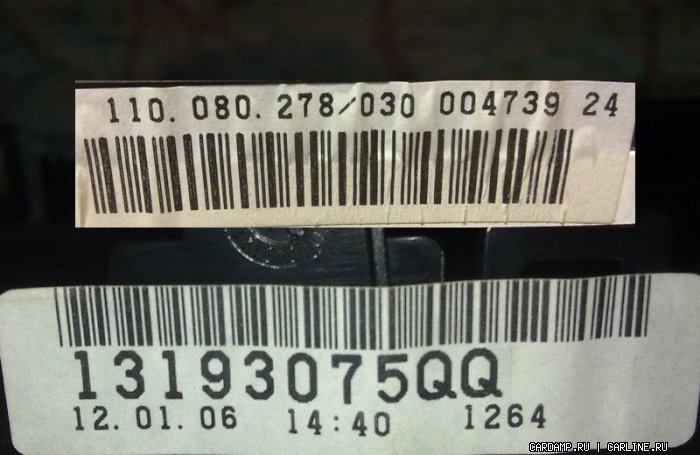 110. 080. 278/030 004739 24
13193075QQ
12. 01. 06 14:40 1264
CARDAMP.RU | CARLINE.RU